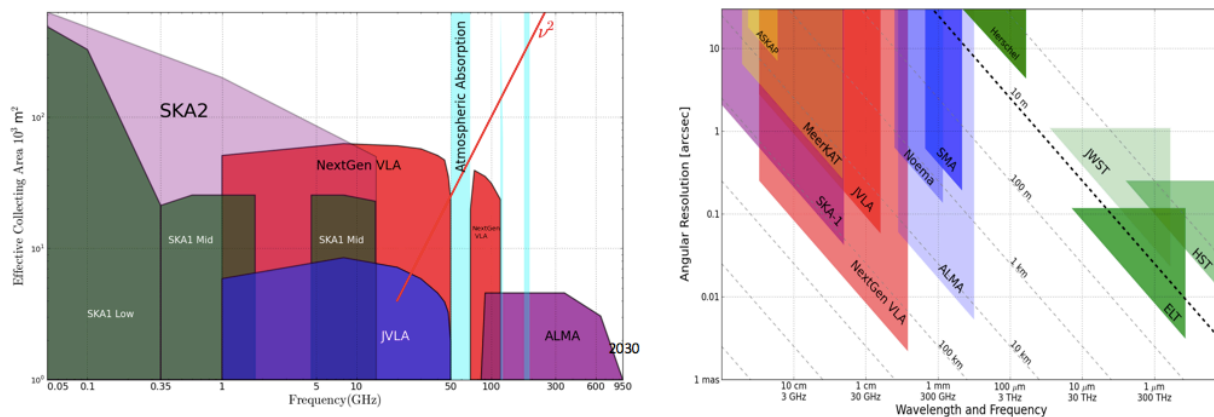 Effective Collecting Area 10³ m²
10²
10¹
10⁰
SKA2
NextGen VLA
Atmospheric Absorption
ν²
SKA1 Mid
SKA1 Mid
NextGen
VLA
SKA1 Low
JVLA
ALMA
2030
0.05 0.1 0.35 1 5 10 50 100 300 600 950
Frequency(GHz)
Angular Resolution [arcsec]
10
1
0.1
0.01
1 mas
ASKAP
MeerKAT
SKA-1
JVLA
NextGen VLA
Noema
SMA
ALMA
Herschel
10 m
100 m
1 km
10 km
100 km
JWST
HST
ELT
10 cm 1 cm 1 mm 100 μm 10 μm 1 μm
3 GHz 30 GHz 300 GHz 3 THz 30 THz 300 THz
Wavelength and Frequency